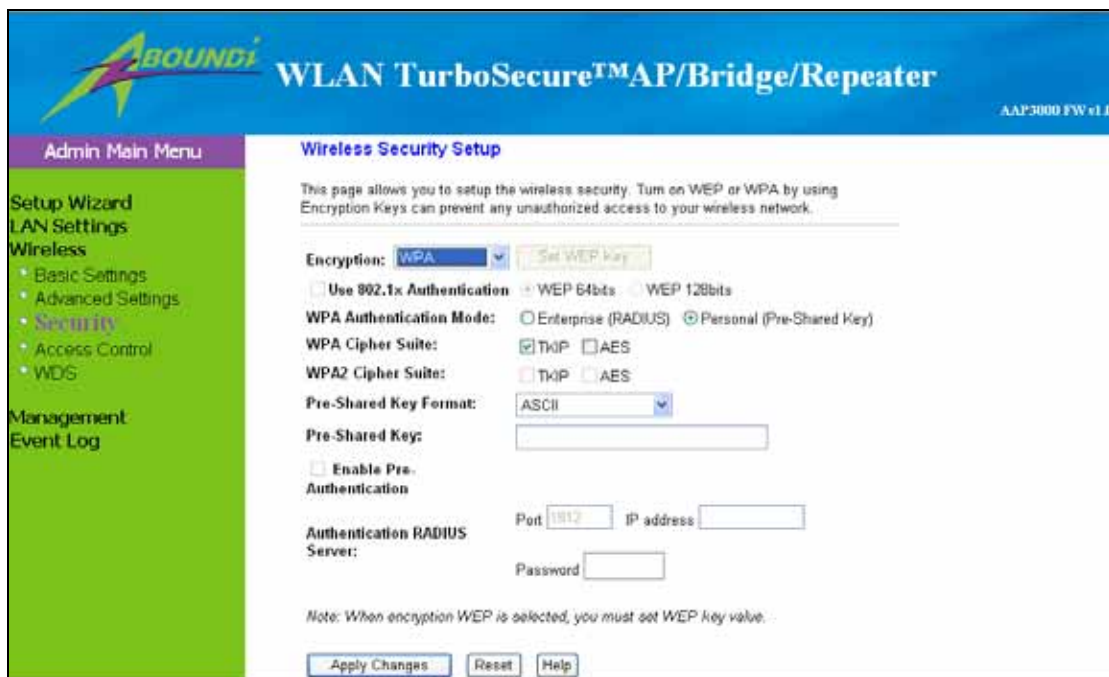 ABOUNDi
WLAN TurboSecure™AP/Bridge/Repeater
AAP3000 FW
Admin Main Menu
Setup Wizard
LAN Settings
Wireless
Basic Settings
Advanced Settings
Security
Access Control
WDS
Management
Event Log
Wireless Security Setup
This page allows you to setup the wireless security. Turn on WEP or WPA by using
Encryption Keys can prevent any unauthorized access to your wireless network.
Encryption: WPA Set WEP Key
Use 802.1x Authentication WEP 64bits WEP 128bits
WPA Authentication Mode: Enterprise (RADIUS) Personal (Pre-Shared Key)
WPA Cipher Suite: TKIP AES
WPA2 Cipher Suite: TKIP AES
Pre-Shared Key Format: ASCII
Pre-Shared Key:
Enable Pre-
Authentication
Authentication RADIUS
Server:
Port 1812 IP address
Password
Note: When encryption WEP is selected, you must set WEP key value.
Apply Changes Reset Help